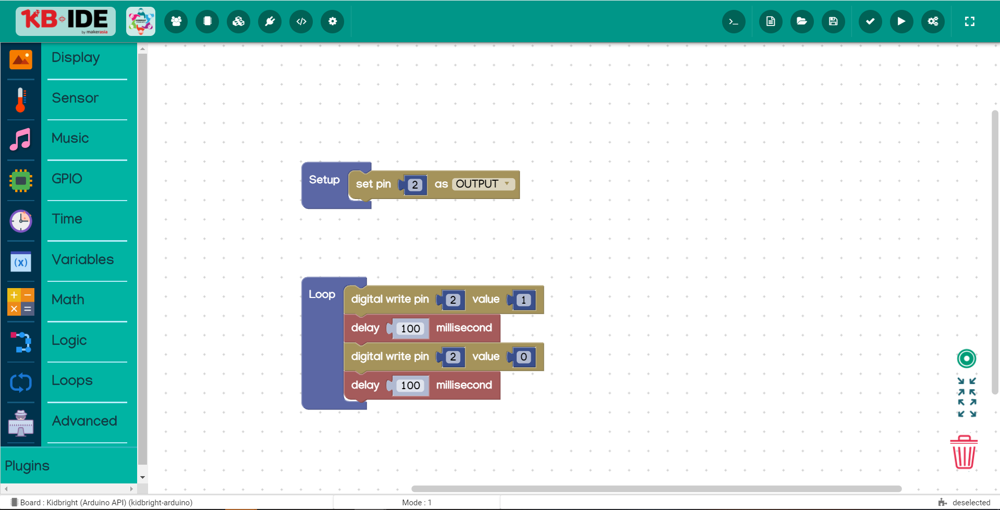 KB IDE
by makerasia
Display
Sensor
Music
GPIO
Time
(x) Variables
Math
Logic
Loops
Advanced
Plugins
Setup set pin 2 as OUTPUT
Loop digital write pin 2 value 1
delay 100 millisecond
digital write pin 2 value 0
delay 100 millisecond
Board : Kidbright (Arduino API) (kidbright-arduino) Mode : 1 deselected